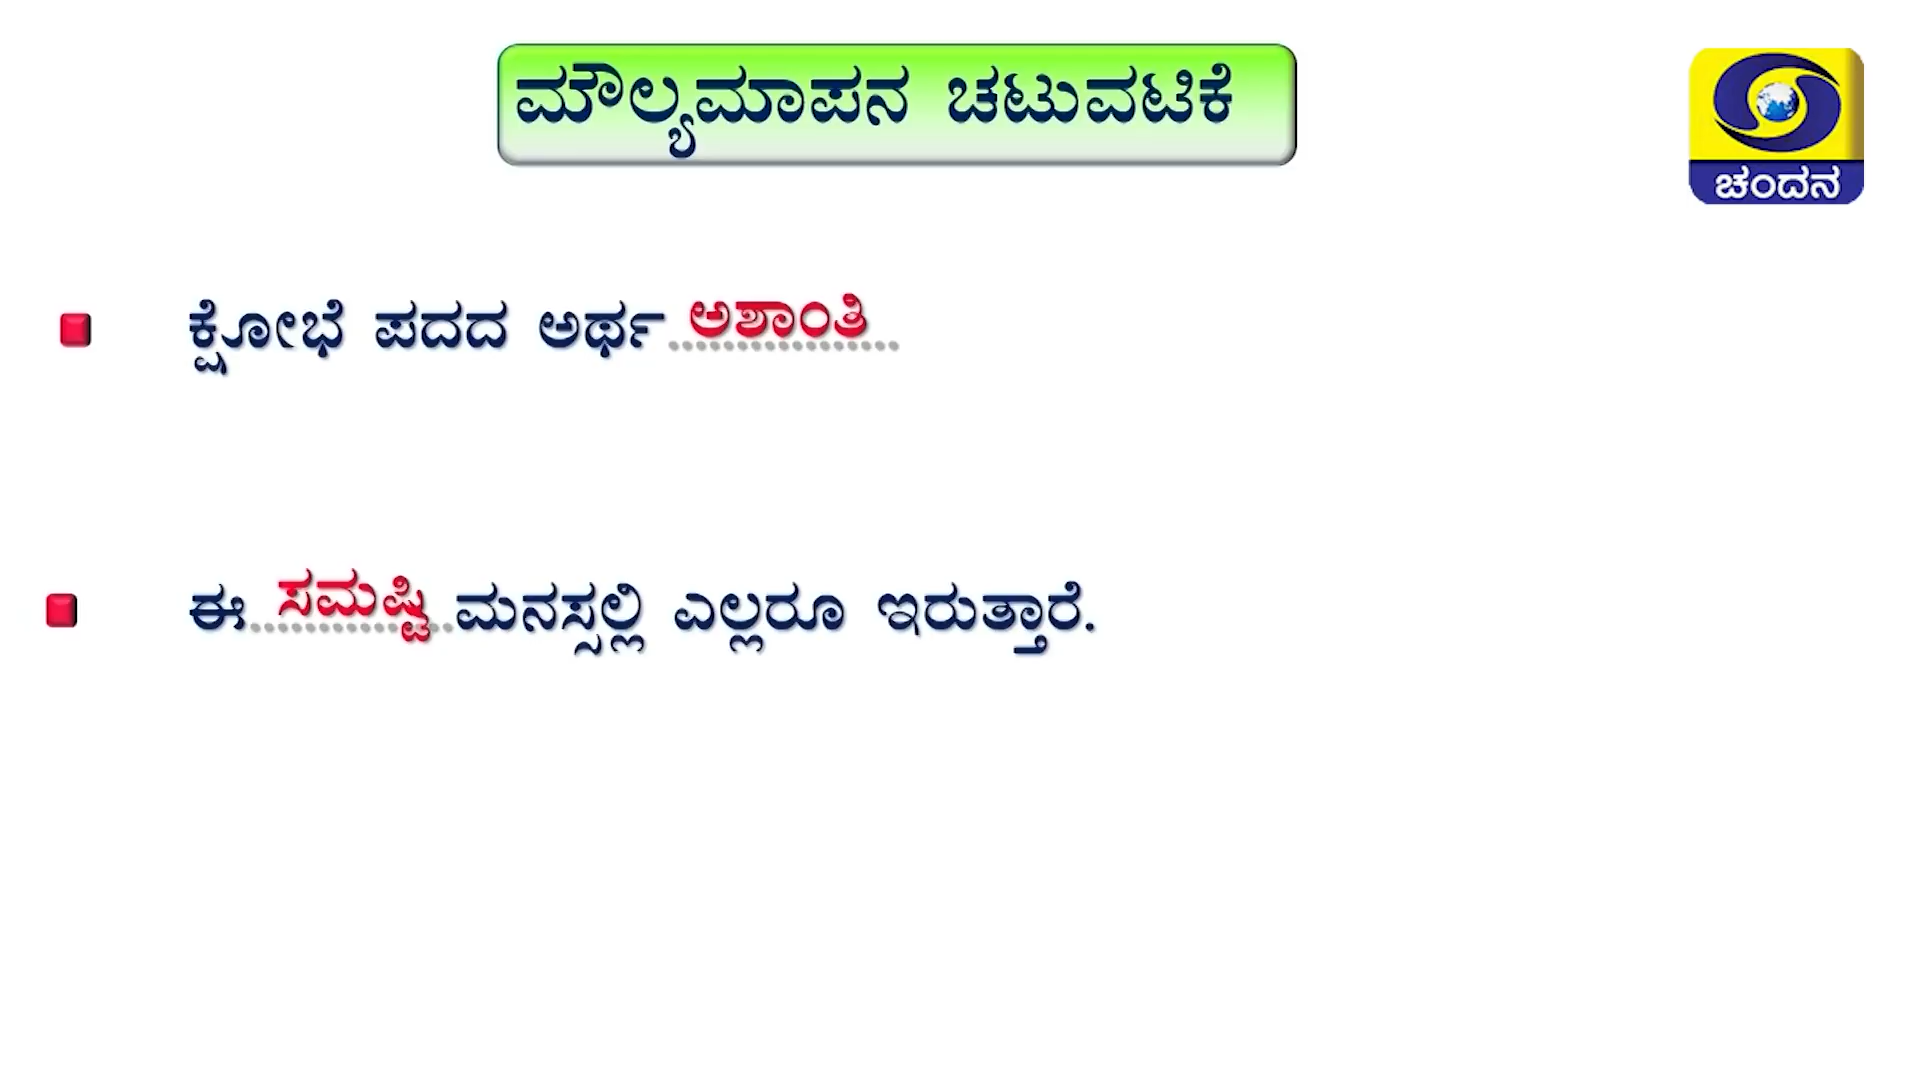 ಮೌಲ್ಯಮಾಪನ ಚಟುವಟಿಕೆ
ಚಂದನ
ಕ್ಷೋಭೆ ಪದದ ಅರ್ಥ ಅಶಾಂತಿ
ಈ ಸಮಷ್ಟಿ ಮನಸ್ಸಲ್ಲಿ ಎಲ್ಲರೂ ಇರುತ್ತಾರೆ.